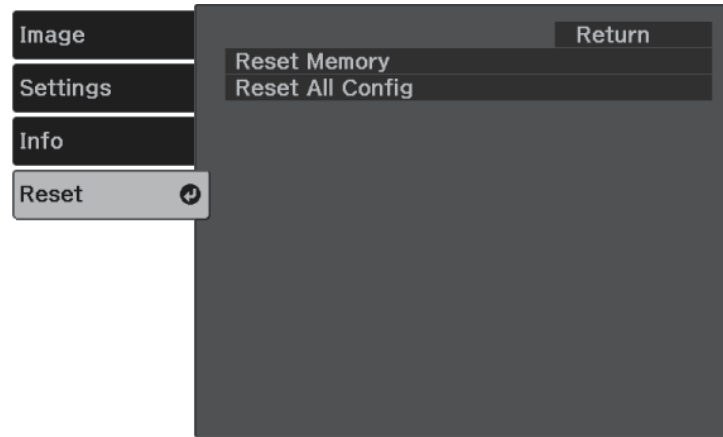 Image
Settings
Info
Reset
Return
Reset Memory
Reset All Config